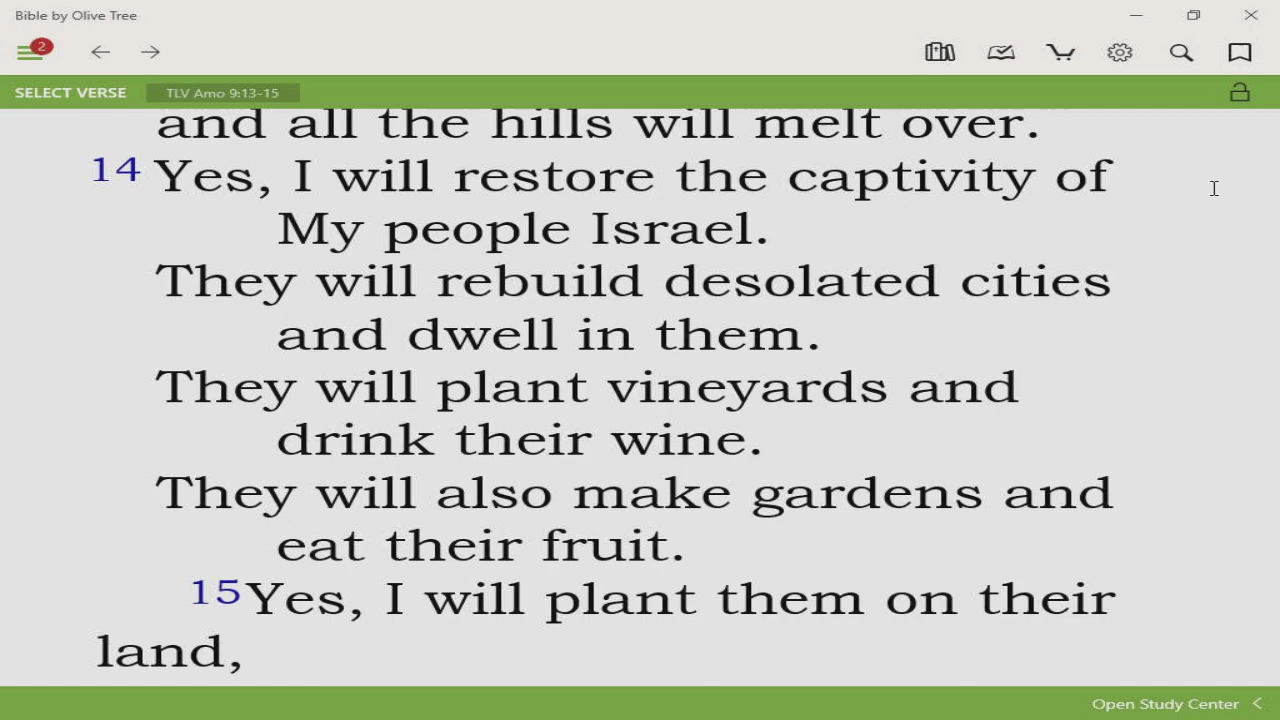 Bible by Olive Tree
2
SELECT VERSE TLV Amo 9:13-15
and all the hills will melt over.
14 Yes, I will restore the captivity of
My people Israel.
They will rebuild desolated cities
and dwell in them.
They will plant vineyards and
drink their wine.
They will also make gardens and
eat their fruit.
15 Yes, I will plant them on their
land,
Open Study Center